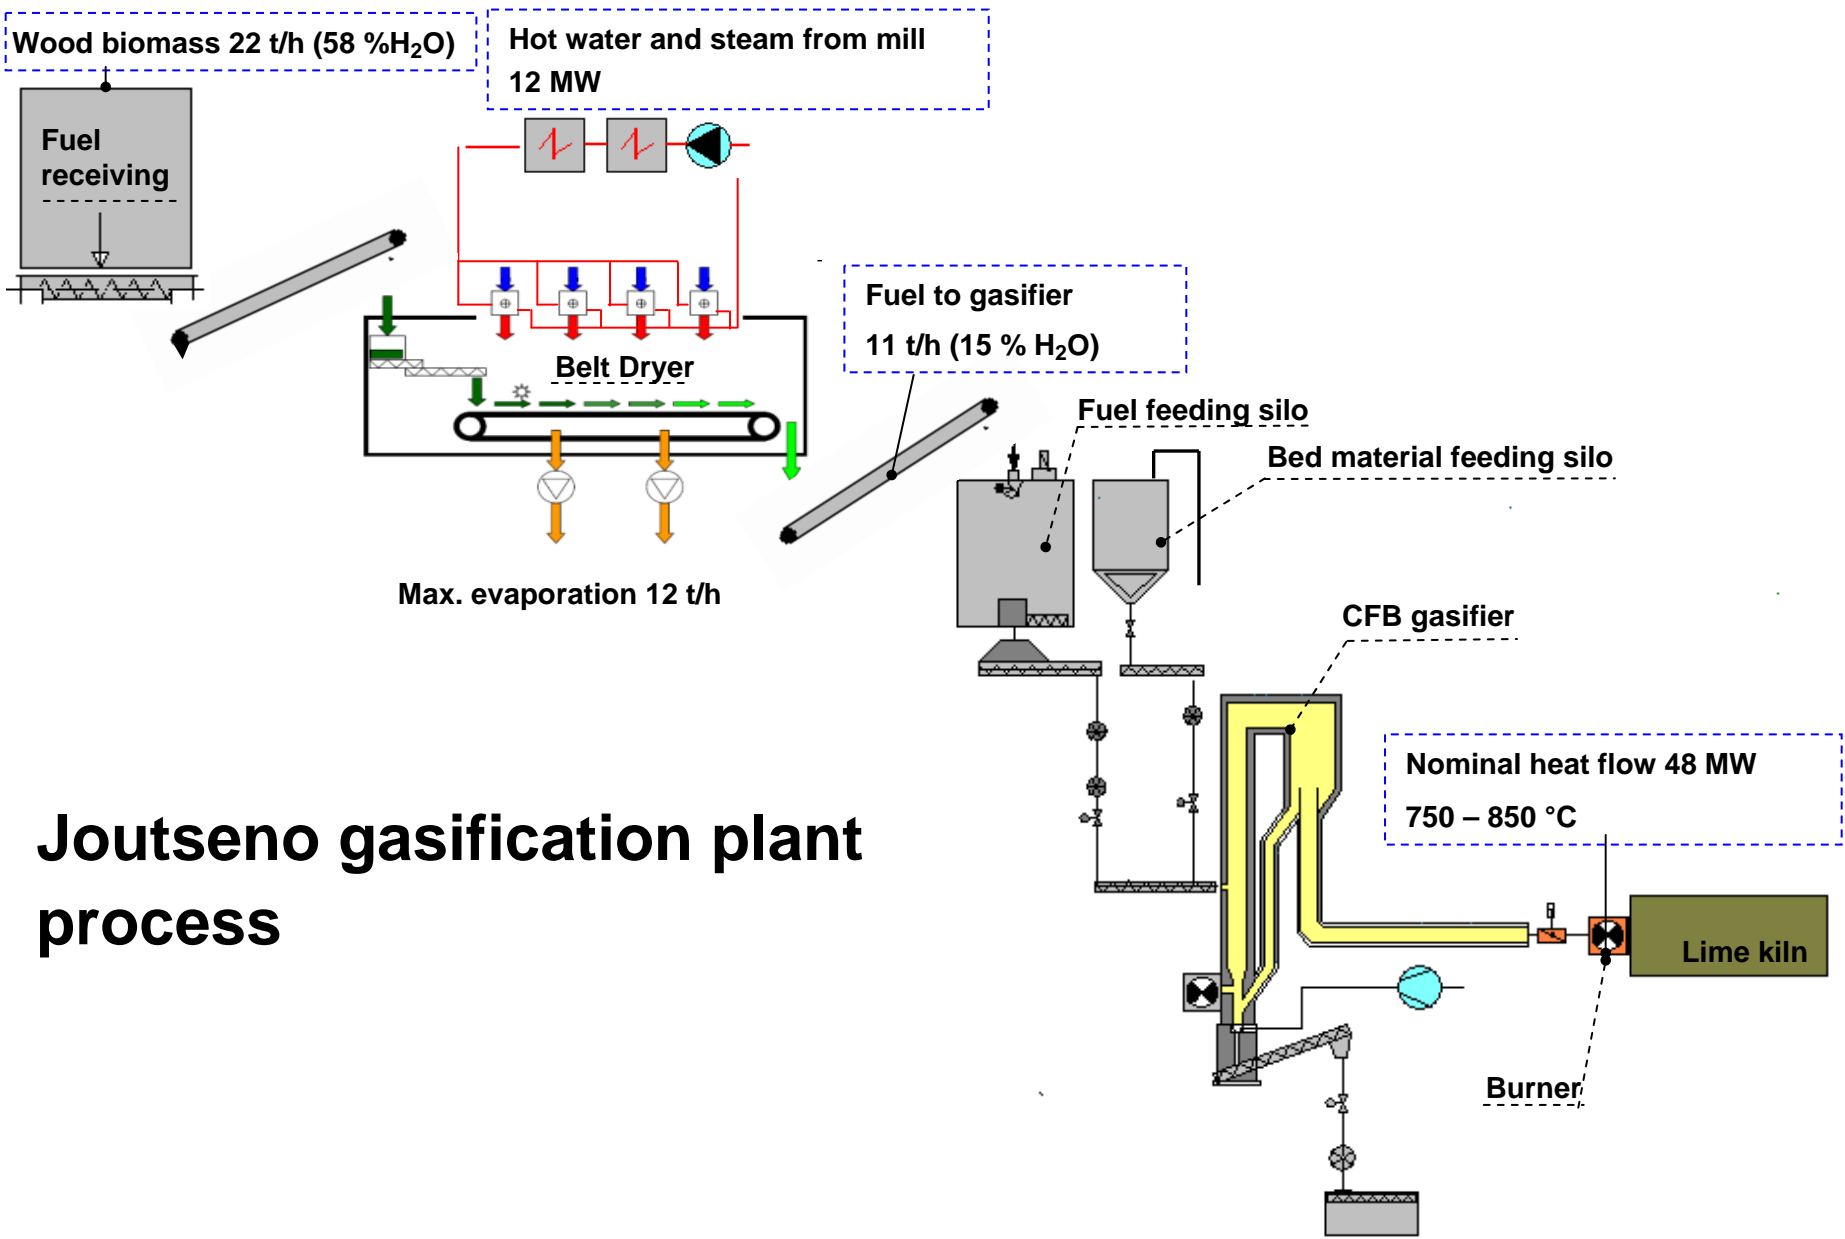 Wood biomass 22 t/h (58 %H₂O)
Hot water and steam from mill
12 MW
Fuel
receiving
Fuel to gasifier
11 t/h (15 % H₂O)
Belt Dryer
Fuel feeding silo
Bed material feeding silo
Max. evaporation 12 t/h
CFB gasifier
Nominal heat flow 48 MW
750 – 850 °C
Joutseno gasification plant
process
Lime kiln
Burner